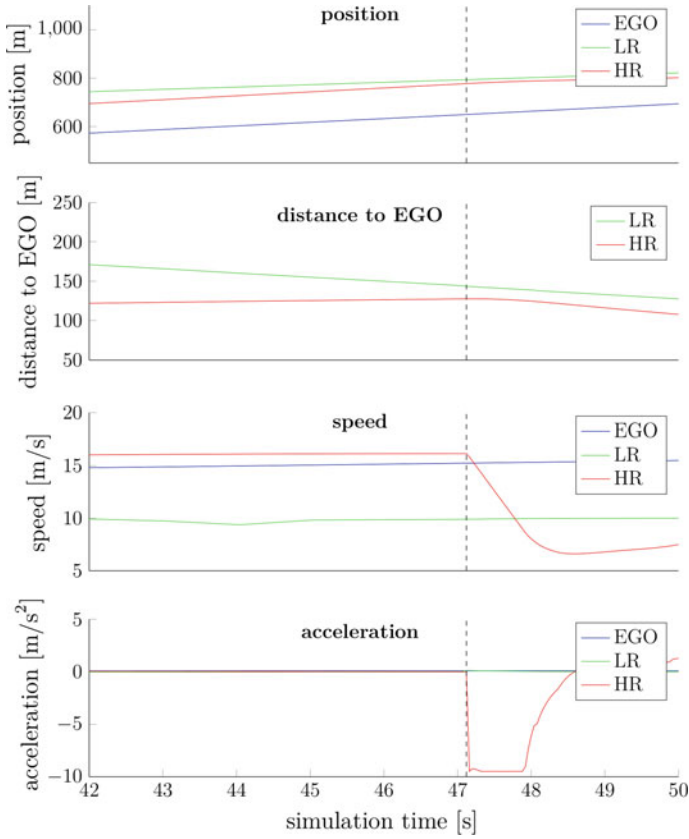 position
1,000
800
600
position [m]
EGO
LR
HR
distance to EGO
250
200
150
100
50
distance to EGO [m]
LR
HR
speed
20
15
10
5
speed [m/s]
EGO
LR
HR
acceleration
5
0
−5
−10
acceleration [m/s²]
EGO
LR
HR
42 43 44 45 46 47 48 49 50
simulation time [s]